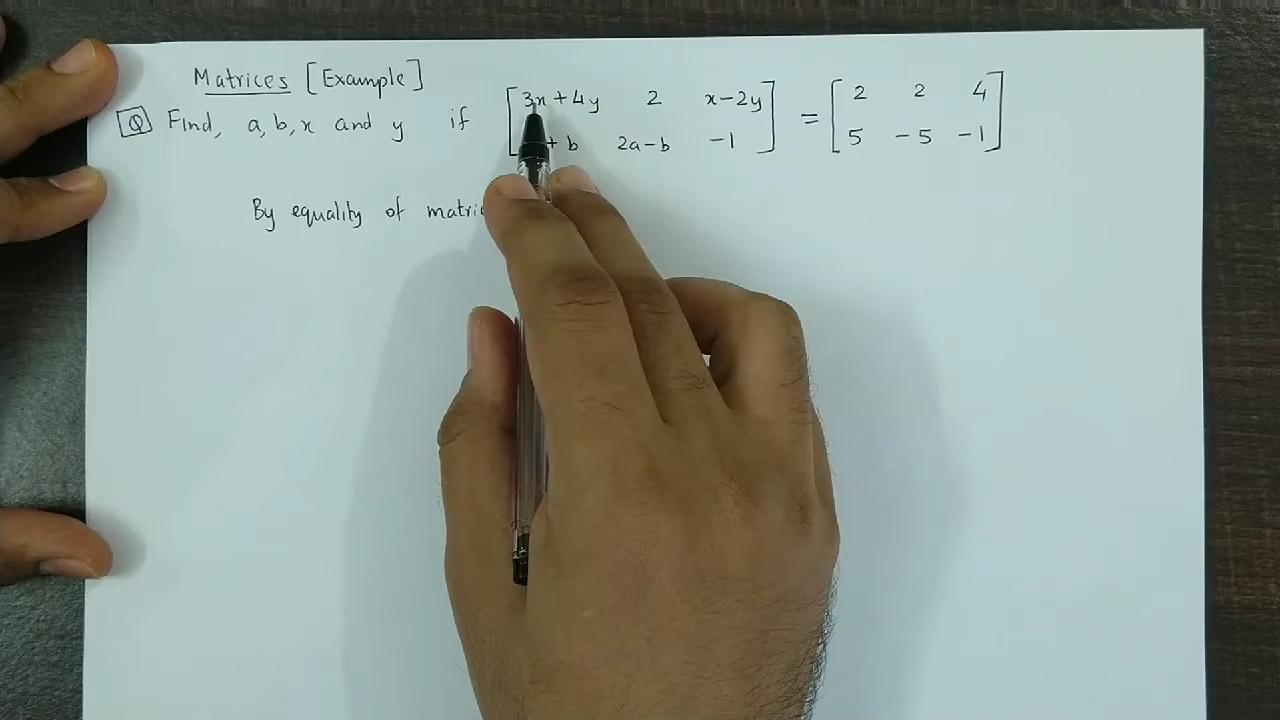 Matrices [Example]
Q Find, a, b, x and y if [3x+4y 2 x-2y
+ b 2a-b -1] = [2 2 4
5 -5 -1]
By equality of